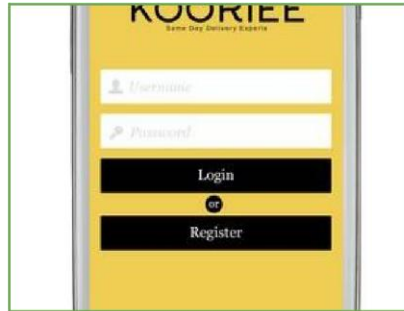 KOORIEE
Same Day Delivery Experts
Username
Password
Login
or
Register